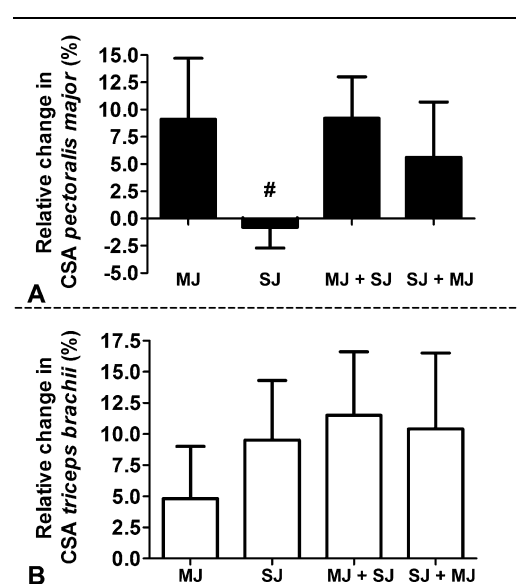 Relative change in
CSA pectoralis major (%)
15.0
12.5
10.0
7.5
5.0
2.5
0.0
-2.5
-5.0
#
MJ SJ MJ + SJ SJ + MJ
A
Relative change in
CSA triceps brachii (%)
17.5
15.0
12.5
10.0
7.5
5.0
2.5
0.0
MJ SJ MJ + SJ SJ + MJ
B